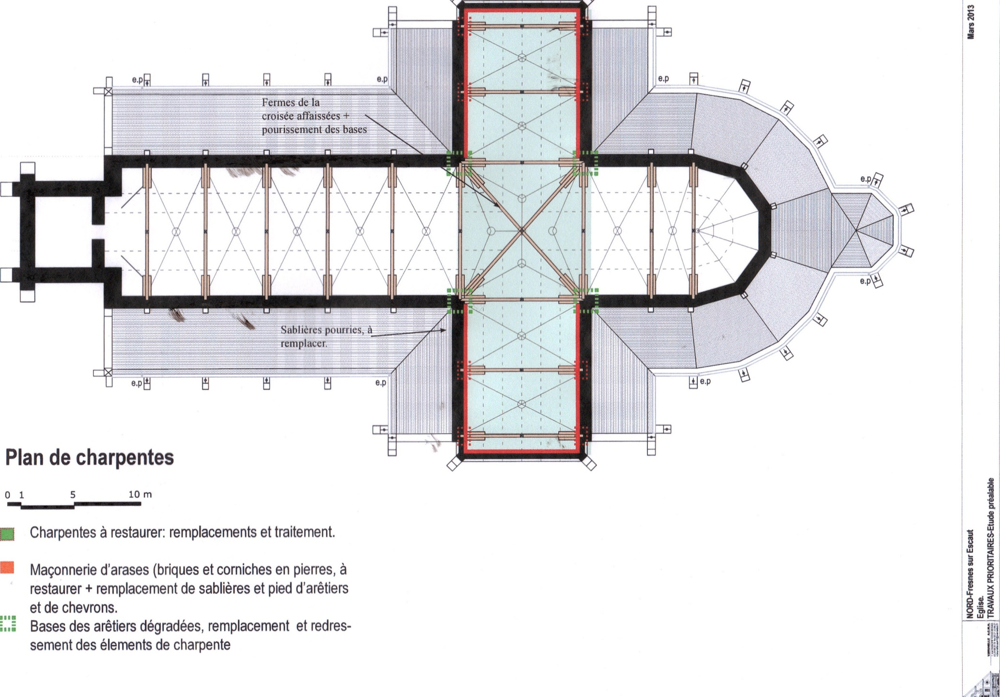 Mars 2013
e.p
e.p
e.p
Fermes de la
croisée affaissées +
pourissement des bases
e.p
e.p
Sablières pourries, à
remplacer.
e.p
e.p
e.p
Plan de charpentes
0 1 5 10 m
Charpentes à restaurer: remplacements et traitement.
Maçonnerie d'arases (briques et corniches en pierres, à
restaurer + remplacement de sablières et pied d'arêtiers
et de chevrons.
Bases des arêtiers dégradées, remplacement et redres-
sement des élements de charpente
NORD-Fresnes sur Escaut
Eglise.
TRAVAUX PRIORITAIRES-Etude préalable